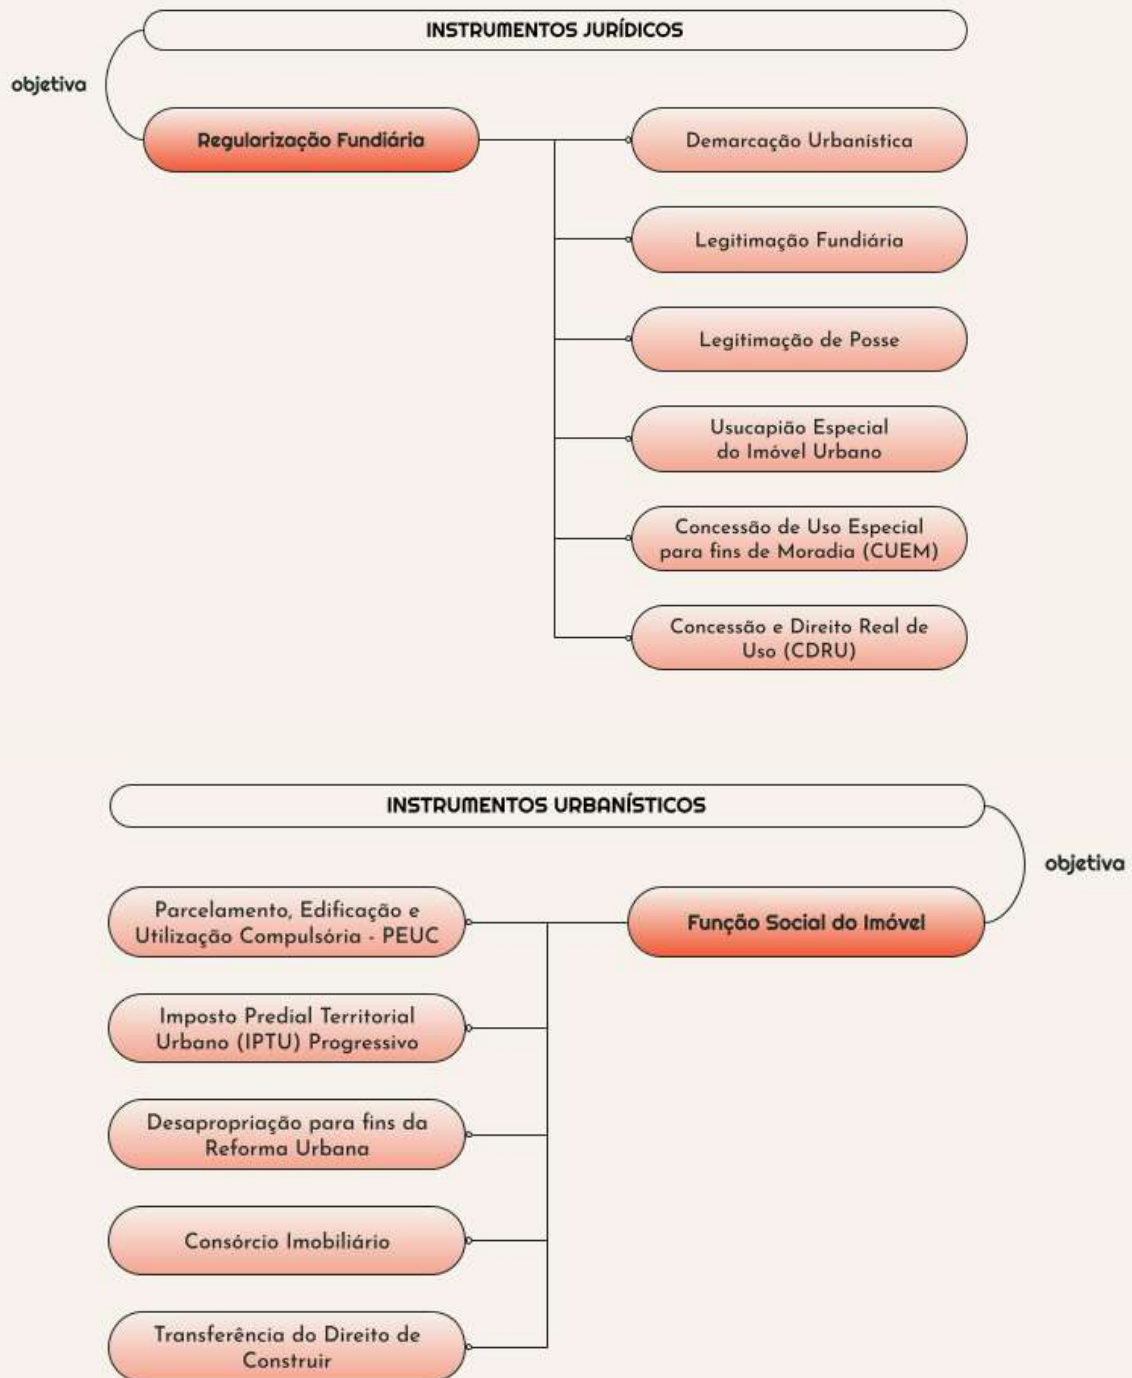 INSTRUMENTOS JURÍDICOS
objetiva
Regularização Fundiária
Demarcação Urbanística
Legitimação Fundiária
Legitimação de Posse
Usucapião Especial
do Imóvel Urbano
Concessão de Uso Especial
para fins de Moradia (CUEM)
Concessão e Direito Real de
Uso (CDRU)
INSTRUMENTOS URBANÍSTICOS
objetiva
Função Social do Imóvel
Parcelamento, Edificação e
Utilização Compulsória - PEUC
Imposto Predial Territorial
Urbano (IPTU) Progressivo
Desapropriação para fins da
Reforma Urbana
Consórcio Imobiliário
Transferência do Direito de
Construir